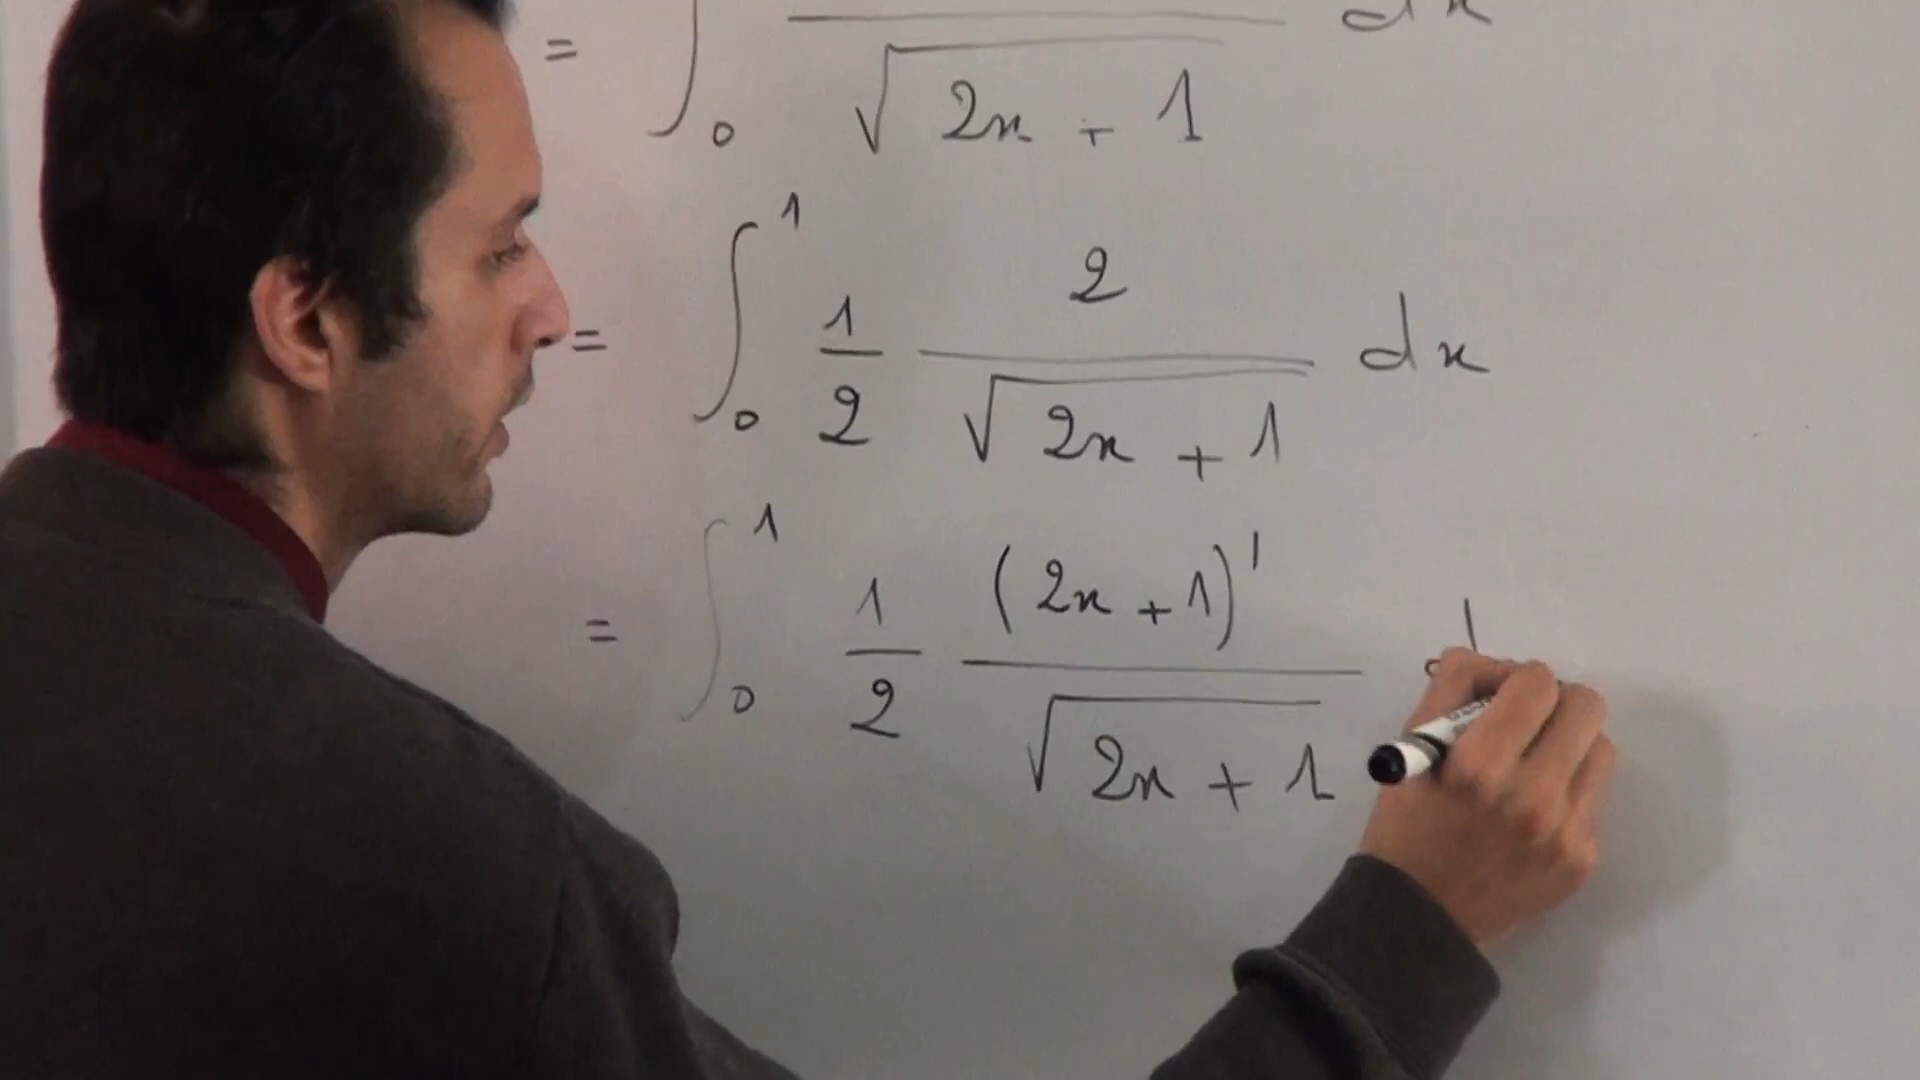 = ∫₀ ───── dx
√(2x + 1)
= ∫₀¹ 1/2 2/√(2x + 1) dx
= ∫₀¹ 1/2 (2x + 1)'/√(2x + 1) d